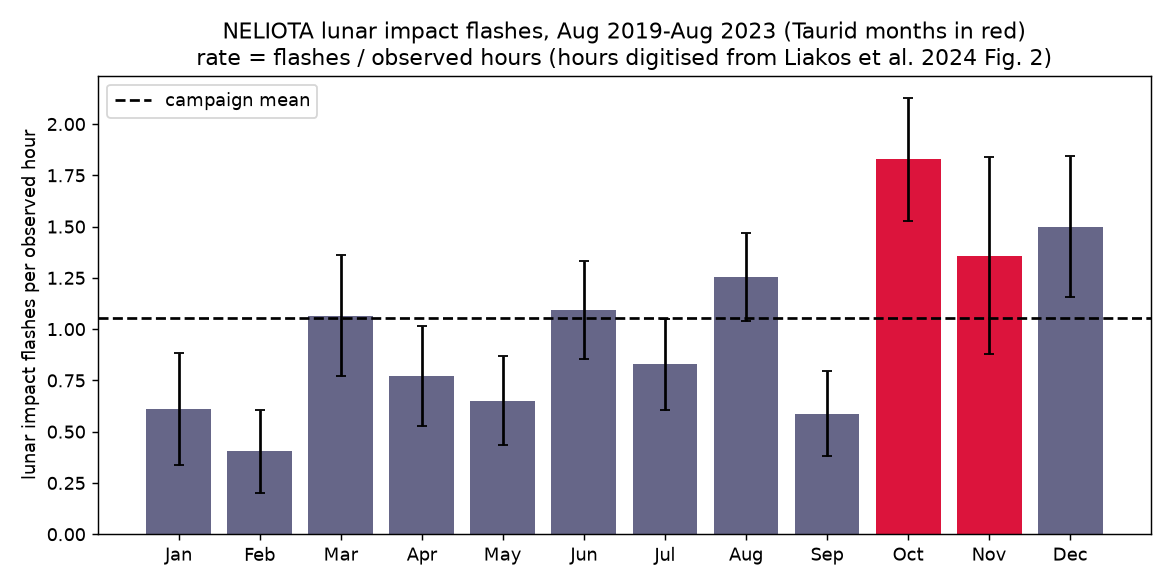 NELIOTA lunar impact flashes, Aug 2019-Aug 2023 (Taurid months in red)
rate = flashes / observed hours (hours digitised from Liakos et al. 2024 Fig. 2)
campaign mean
lunar impact flashes per observed hour
2.00
1.75
1.50
1.25
1.00
0.75
0.50
0.25
0.00
Jan Feb Mar Apr May Jun Jul Aug Sep Oct Nov Dec